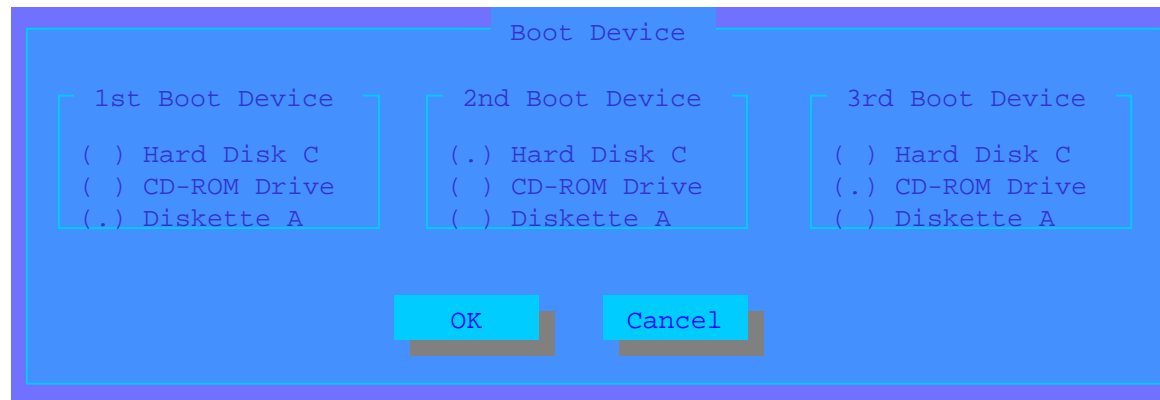 Boot Device
1st Boot Device
( ) Hard Disk C
( ) CD-ROM Drive
(.) Diskette A
2nd Boot Device
(.) Hard Disk C
( ) CD-ROM Drive
( ) Diskette A
3rd Boot Device
( ) Hard Disk C
(.) CD-ROM Drive
( ) Diskette A
OK
Cancel